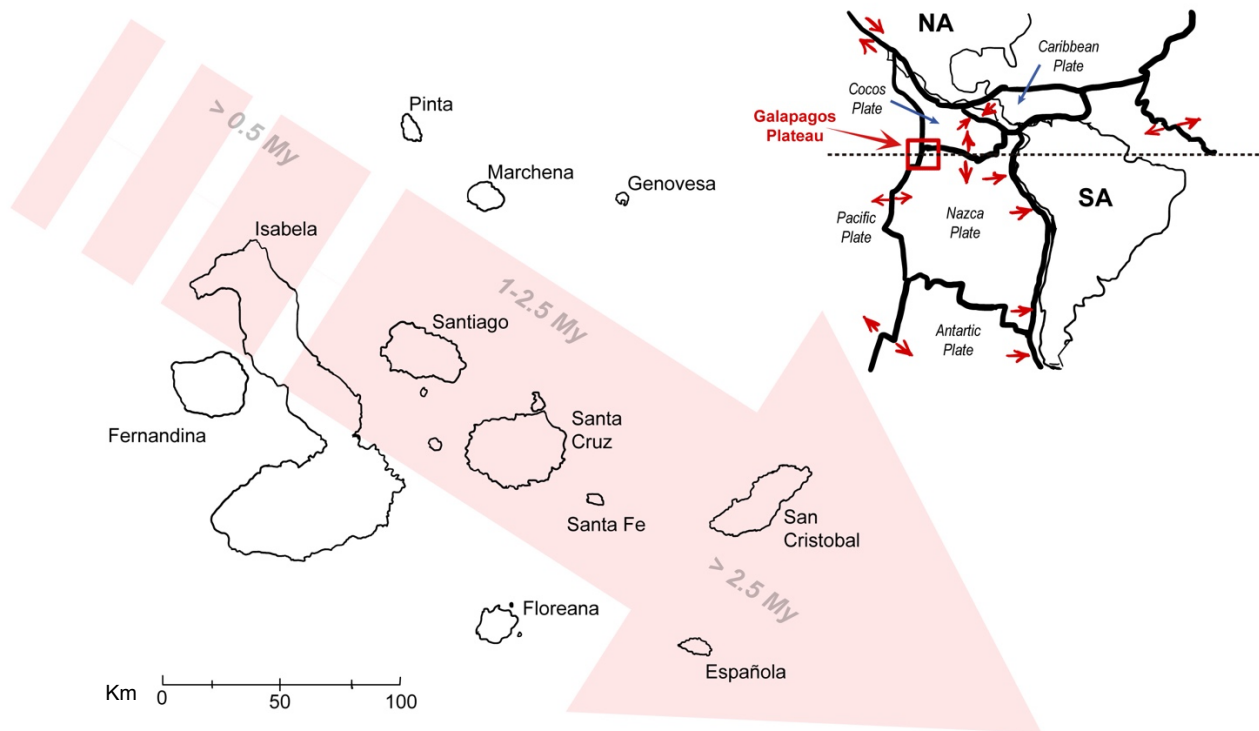 NA
Caribbean
Plate
Cocos
Plate
Galapagos
Plateau
SA
Pacific
Plate
Nazca
Plate
Antartic
Plate
> 0.5 My
Pinta
Marchena
Genovesa
Isabela
1-2.5 My
Santiago
Fernandina
Santa
Cruz
Santa Fe
San
Cristobal
> 2.5 My
Floreana
Española
Km
0
50
100